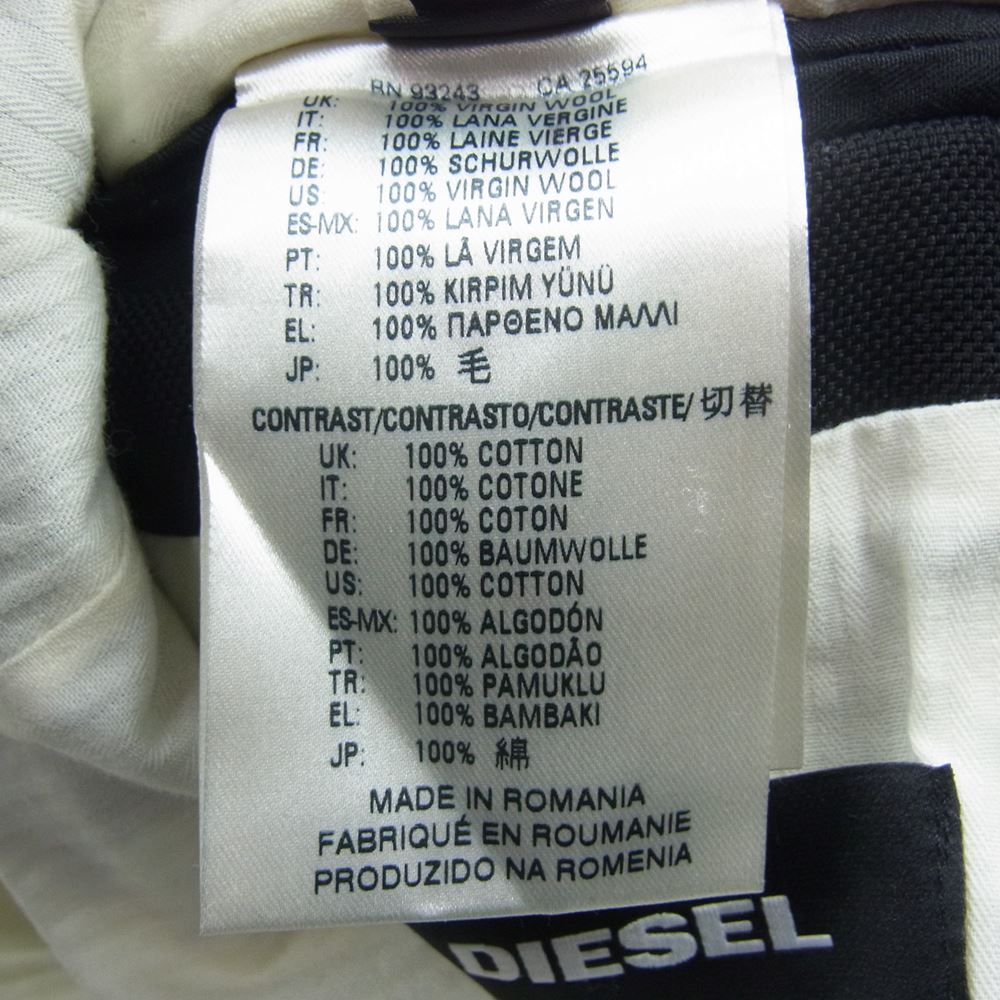 RN 93243 CA 25594
UK: 100% VIRGIN WOOL
IT: 100% LANA VERGINE
FR: 100% LAINE VIERGE
DE: 100% SCHURWOLLE
US: 100% VIRGIN WOOL
ES-MX: 100% LANA VIRGEN
PT: 100% LÃ VIRGEM
TR: 100% KIRPIM YÜNÜ
EL: 100% ΠΑΡΘΕΝΟ ΜΑΛΛΙ
JP: 100% 毛
CONTRAST/CONTRASTO/CONTRASTE/ 切替
UK: 100% COTTON
IT: 100% COTONE
FR: 100% COTON
DE: 100% BAUMWOLLE
US: 100% COTTON
ES-MX: 100% ALGODÓN
PT: 100% ALGODÃO
TR: 100% PAMUKLU
EL: 100% ΒΑΜΒΑΚΙ
JP: 100% 綿
MADE IN ROMANIA
FABRIQUÉ EN ROUMANIE
PRODUZIDO NA ROMENIA
DIESEL